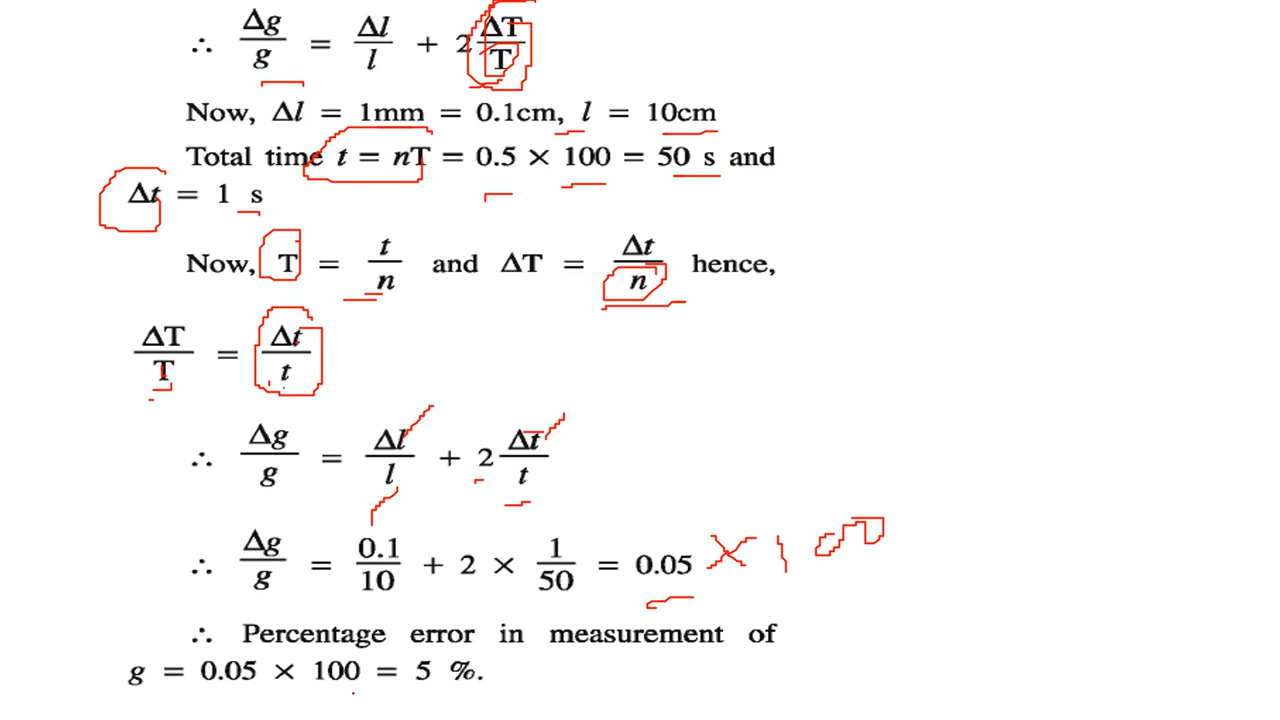 ∴ Δg/g = Δl/l + 2 ΔT/T
Now, Δl = 1mm = 0.1cm, l = 10cm
Total time t = nT = 0.5 × 100 = 50 s and
Δt = 1 s
Now, T = t/n and ΔT = Δt/n hence,
ΔT/T = Δt/t
∴ Δg/g = Δl/l + 2 Δt/t
∴ Δg/g = 0.1/10 + 2 × 1/50 = 0.05 × 100
∴ Percentage error in measurement of
g = 0.05 × 100 = 5 %.